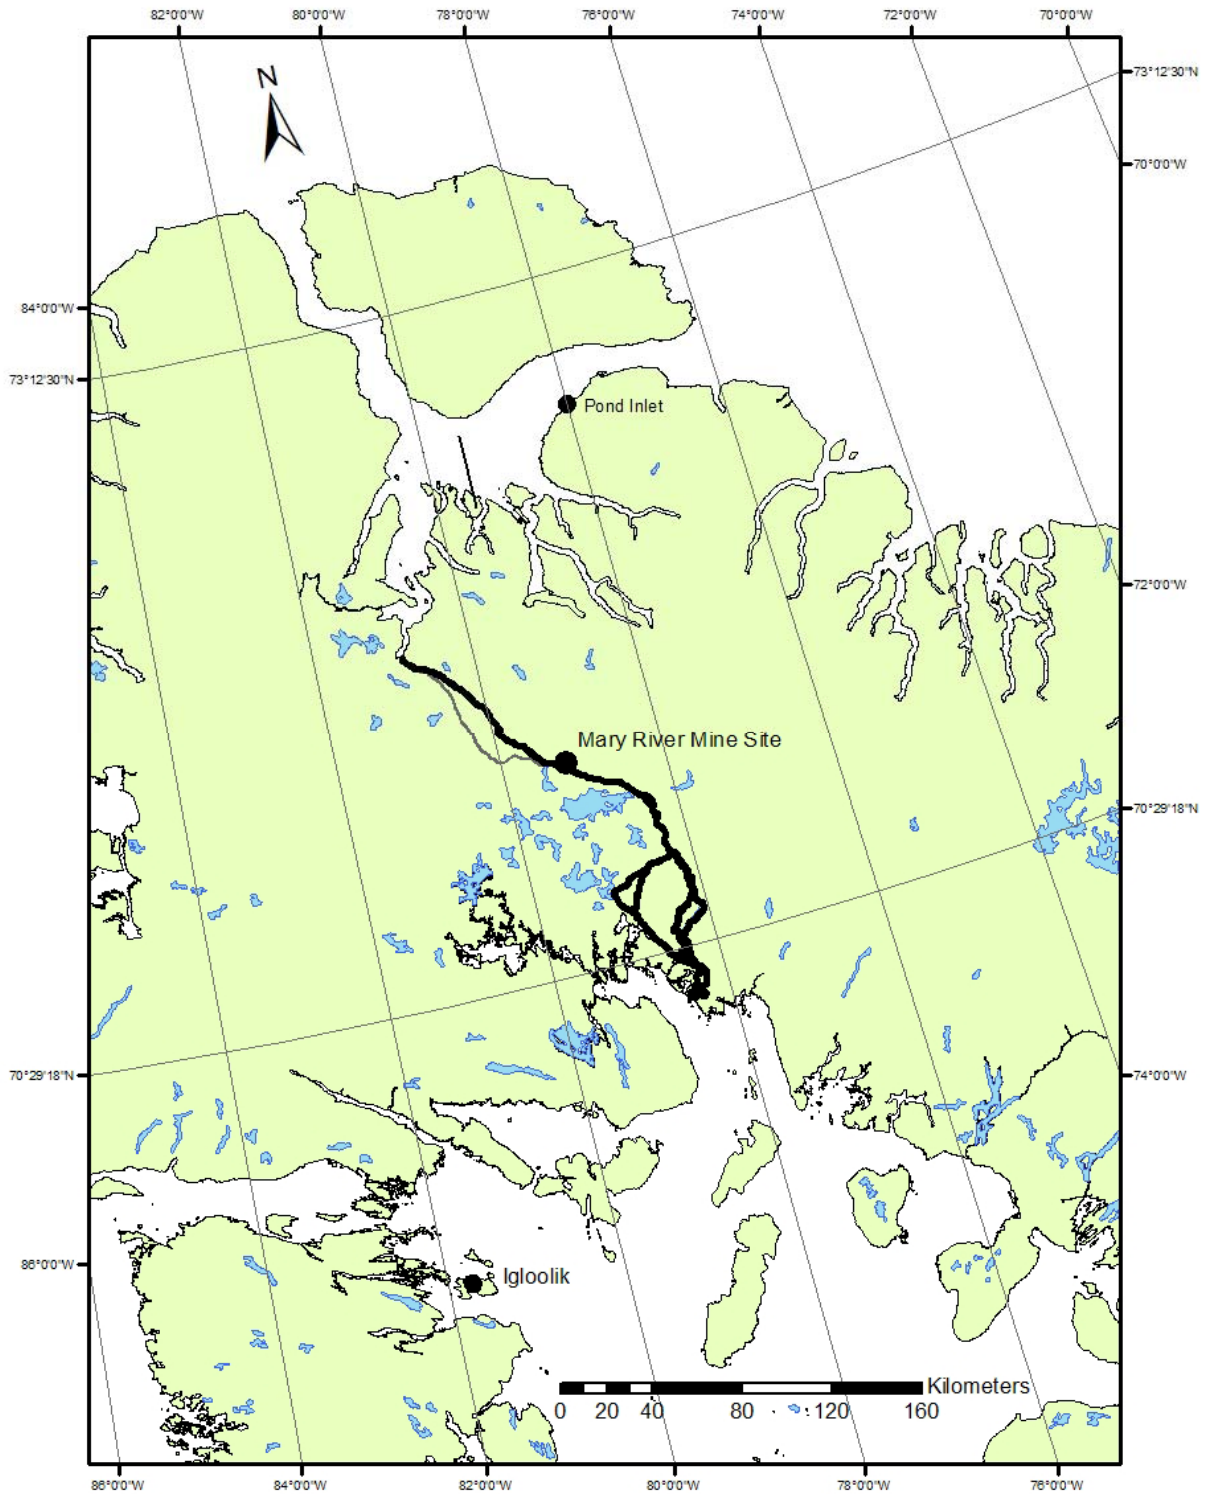 82°0'0"W 80°0'0"W 78°0'0"W 76°0'0"W 74°0'0"W 72°0'0"W 70°0'0"W
73°12'30"N
N
70°0'0"W
84°0'0"W
73°12'30"N
Pond Inlet
72°0'0"W
Mary River Mine Site
70°29'18"N
70°29'18"N
74°0'0"W
86°0'0"W
Igloolik
Kilometers
0 20 40 80 120 160
86°0'0"W 84°0'0"W 82°0'0"W 80°0'0"W 78°0'0"W 76°0'0"W